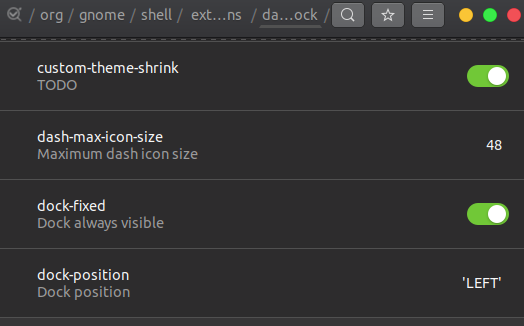 / org / gnome / shell / ext…ns / da…ock /
custom-theme-shrink
TODO
dash-max-icon-size
Maximum dash icon size
48
dock-fixed
Dock always visible
dock-position
Dock position
'LEFT'